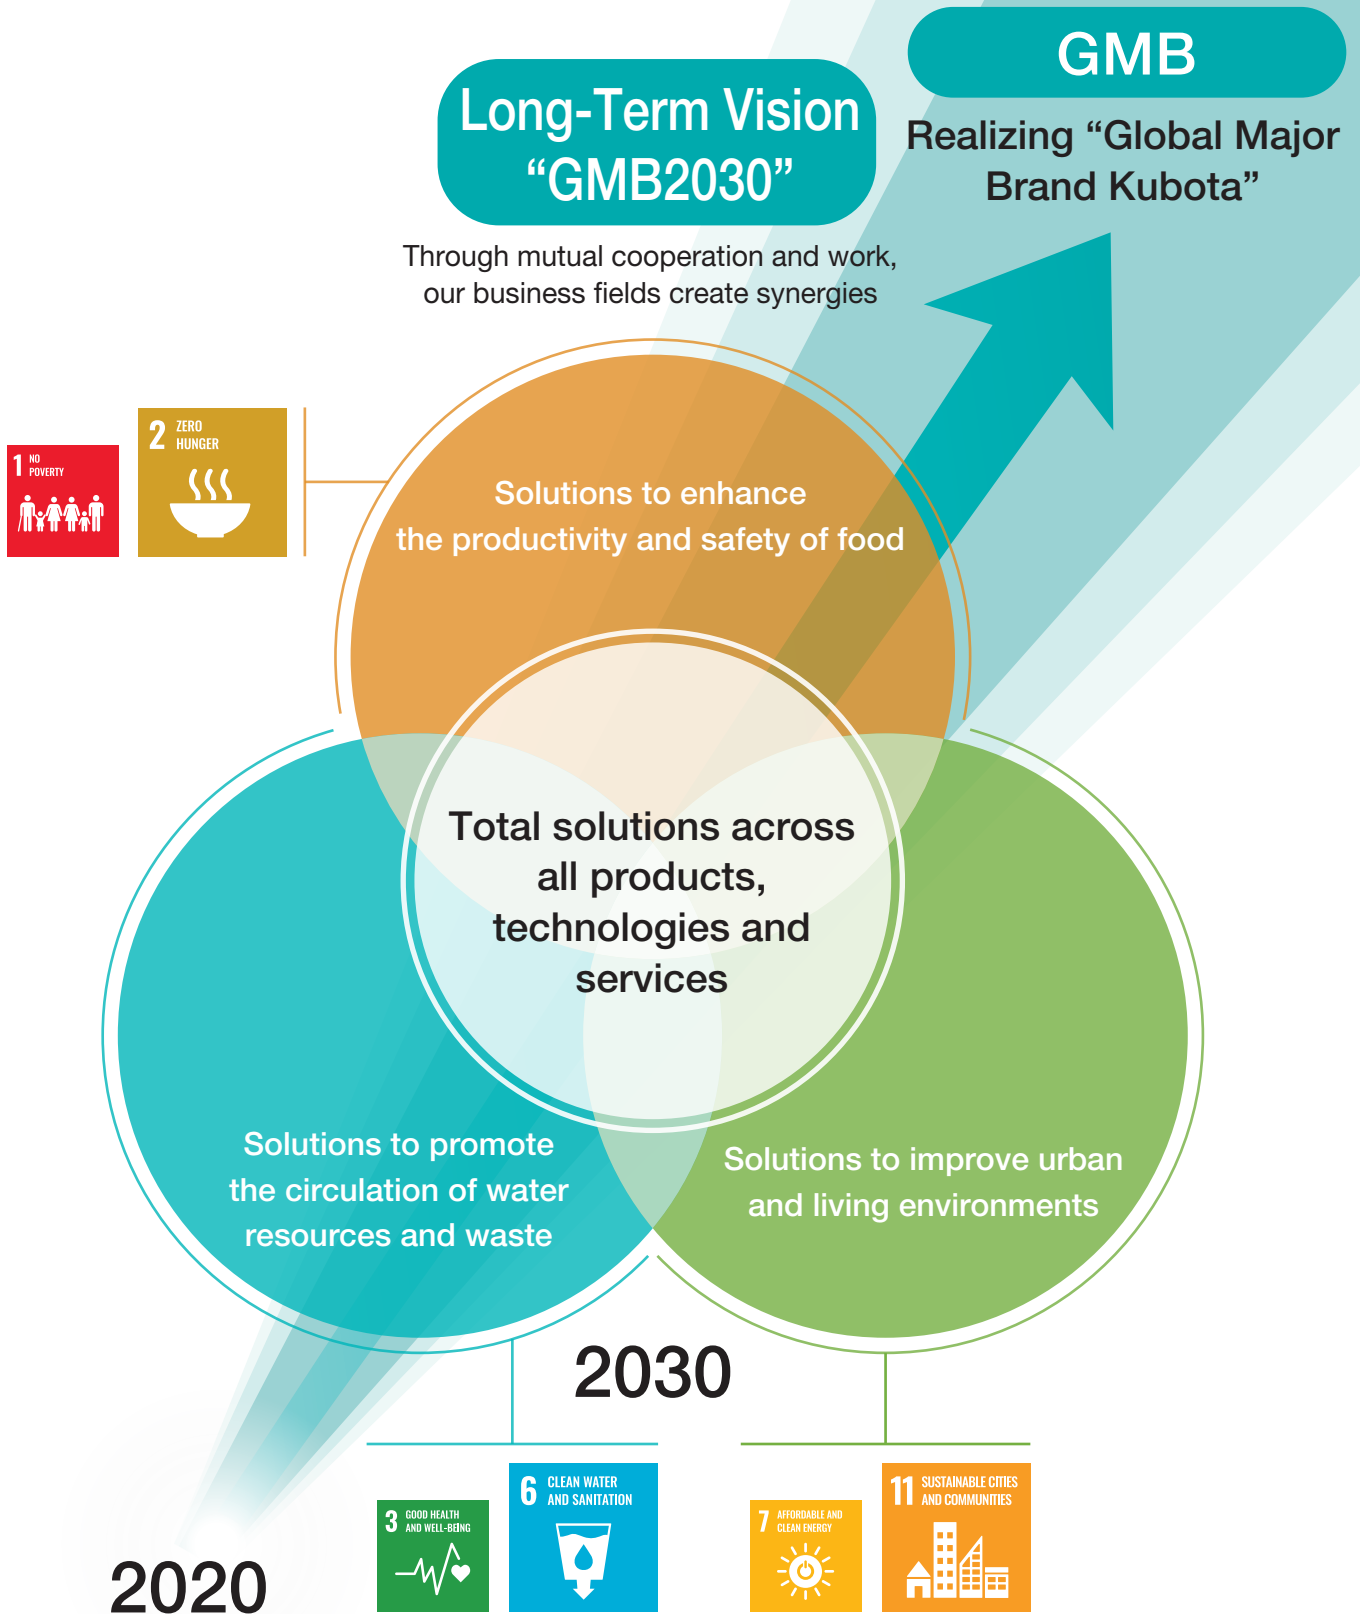 GMB
Realizing “Global Major
Brand Kubota”
Long-Term Vision
“GMB2030”
Through mutual cooperation and work,
our business fields create synergies
1 NO
POVERTY
2 ZERO
HUNGER
Solutions to enhance
the productivity and safety of food
Total solutions across
all products,
technologies and
services
Solutions to promote
the circulation of water
resources and waste
Solutions to improve urban
and living environments
2030
3 GOOD HEALTH
AND WELL-BEING
6 CLEAN WATER
AND SANITATION
7 AFFORDABLE AND
CLEAN ENERGY
11 SUSTAINABLE CITIES
AND COMMUNITIES
2020